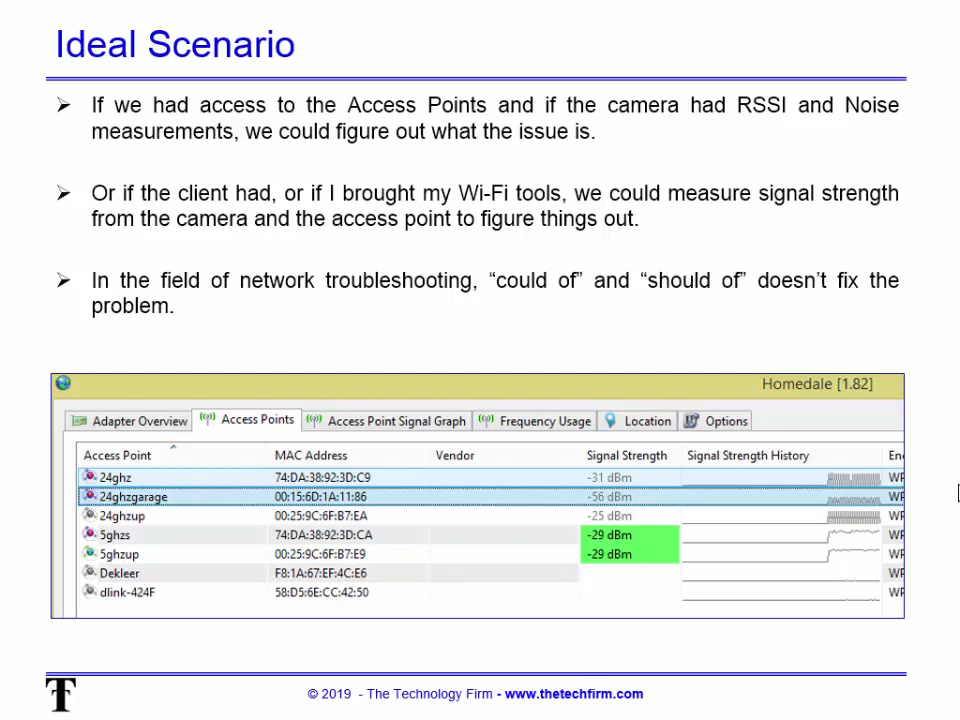 Ideal Scenario
If we had access to the Access Points and if the camera had RSSI and Noise
measurements, we could figure out what the issue is.
Or if the client had, or if I brought my Wi-Fi tools, we could measure signal strength
from the camera and the access point to figure things out.
In the field of network troubleshooting, “could of” and “should of” doesn’t fix the
problem.
Homedale [1.82]
Adapter Overview Access Points Access Point Signal Graph Frequency Usage Location Options
Access Point MAC Address Vendor Signal Strength Signal Strength History Enc
24ghz 74:DA:38:92:3D:C9 -31 dBm WP
24ghzgarage 00:15:6D:1A:11:86 -56 dBm WP
24ghzup 00:25:9C:6F:B7:EA -25 dBm WP
5ghzs 74:DA:38:92:3D:CA -29 dBm WP
5ghzup 00:25:9C:6F:B7:E9 -29 dBm WP
Dekleer F8:1A:67:EF:4C:E6 WP
dlink-424F 58:D5:6E:CC:42:50 WP
T © 2019 - The Technology Firm - www.thetechfirm.com